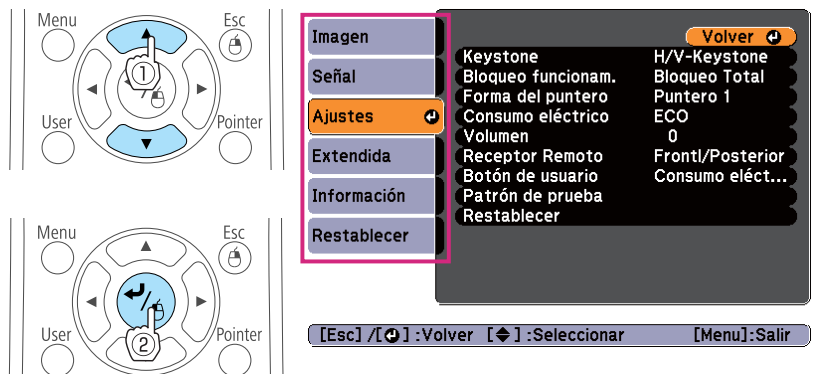 Menu
Esc
①
User
Pointer
Menu
Esc
User
Pointer
②
Imagen
Señal
Ajustes
Extendida
Información
Restablecer
Volver
Keystone H/V-Keystone
Bloqueo funcionam. Bloqueo Total
Forma del puntero Puntero 1
Consumo eléctrico ECO
Volumen 0
Receptor Remoto Frontl/Posterior
Botón de usuario Consumo eléct...
Patrón de prueba
Restablecer
[Esc] /[ ] :Volver [ ] :Seleccionar [Menu]:Salir